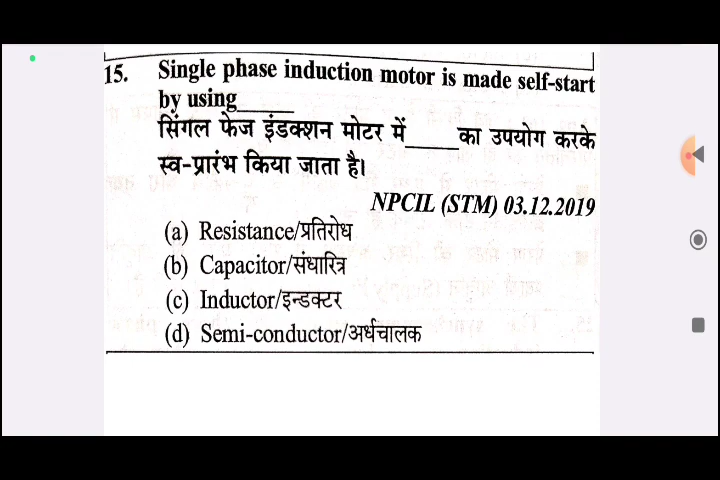 15. Single phase induction motor is made self-start
by using_____
सिंगल फेज इंडक्शन मोटर में_____का उपयोग करके
स्व-प्रारंभ किया जाता है।
NPCIL (STM) 03.12.2019
(a) Resistance/प्रतिरोध
(b) Capacitor/संधारित्र
(c) Inductor/इन्डक्टर
(d) Semi-conductor/अर्धचालक